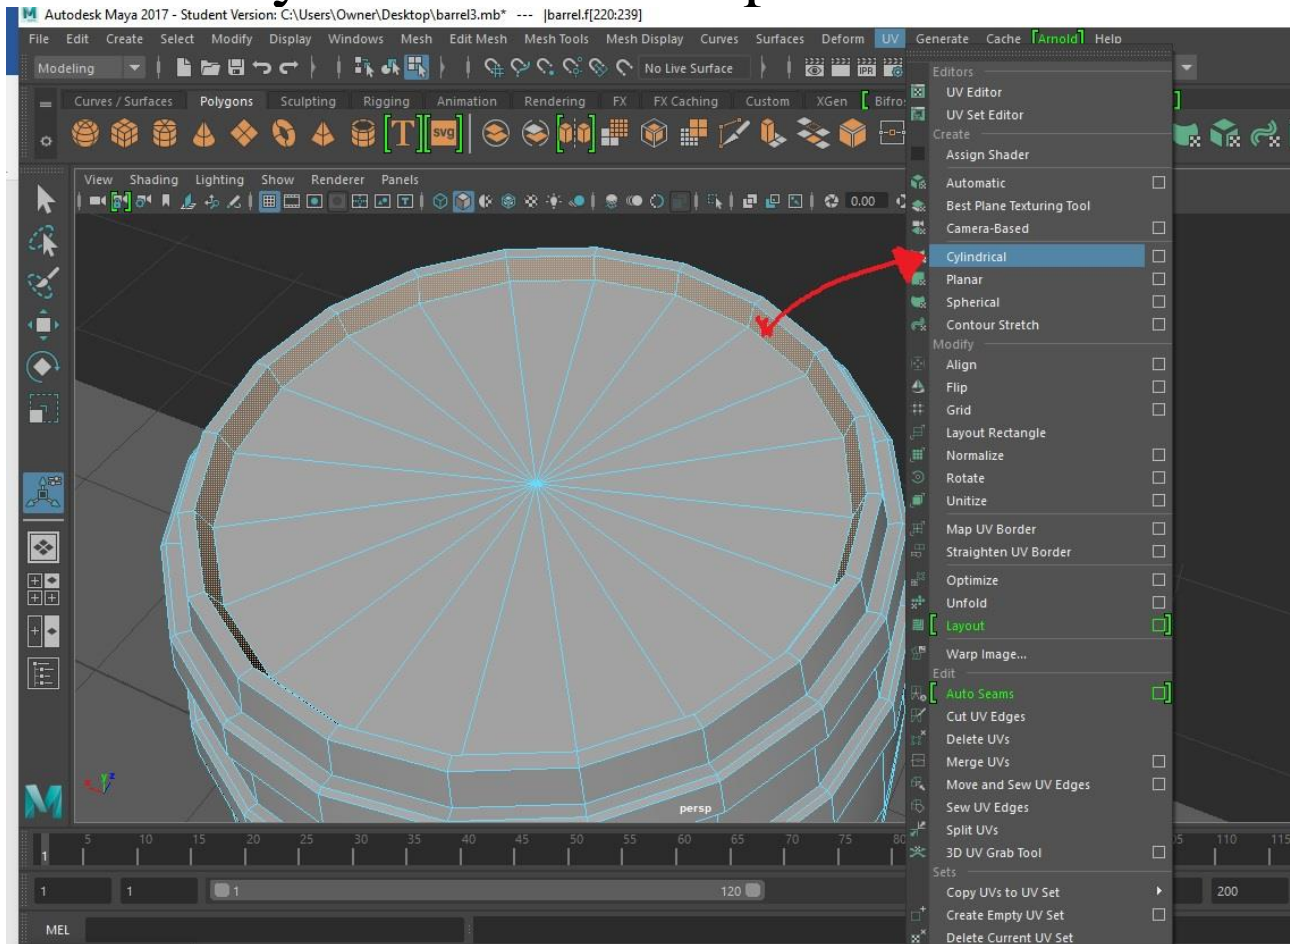 Autodesk Maya 2017 - Student Version: C:\Users\Owner\Desktop\barrel3.mb* --- |barrel.f[220:239]
File Edit Create Select Modify Display Windows Mesh Edit Mesh Mesh Tools Mesh Display Curves Surfaces Deform UV Generate Cache [Arnold] Help
Modeling No Live Surface IPR
Curves / Surfaces Polygons Sculpting Rigging Animation Rendering FX FX Caching Custom XGen [ Bifro
T svg
View Shading Lighting Show Renderer Panels
0.00
Editors
UV Editor
UV Set Editor
Create
Assign Shader
Automatic
Best Plane Texturing Tool
Camera-Based
Cylindrical
Planar
Spherical
Contour Stretch
Modify
Align
Flip
Grid
Layout Rectangle
Normalize
Rotate
Unitize
Map UV Border
Straighten UV Border
Optimize
Unfold
[ Layout ]
Warp Image...
Edit
[ Auto Seams ]
Cut UV Edges
Delete UVs
Merge UVs
Move and Sew UV Edges
Sew UV Edges
Split UVs
3D UV Grab Tool
Sets
Copy UVs to UV Set
Create Empty UV Set
Delete Current UV Set
persp
1 5 10 15 20 25 30 35 40 45 50 55 60 65 70 75 80 110 115
1 1 1 120 200
MEL